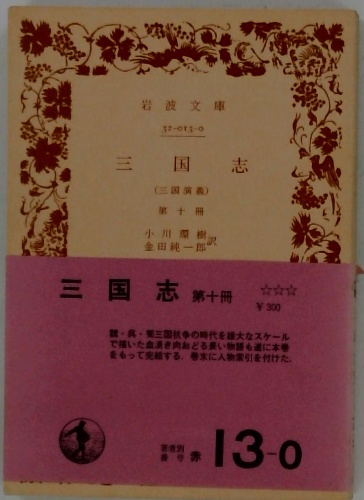 岩波文庫
32-013-0
三国志
(三国演義)
第十冊
小川環樹
金田純一郎 訳
三国志 第十冊 ☆☆☆
￥300
魏・呉・蜀三国抗争の時代を雄大なスケール
で描いた血湧き肉おどる長い物語も遂に本巻
をもって完結する。巻末に人物索引を付けた。
著者別
番号 赤 13-0